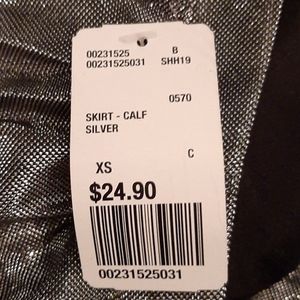 00231525 B
00231525031 SHH19
0570
SKIRT - CALF
SILVER
C
XS
$24.90
00231525031